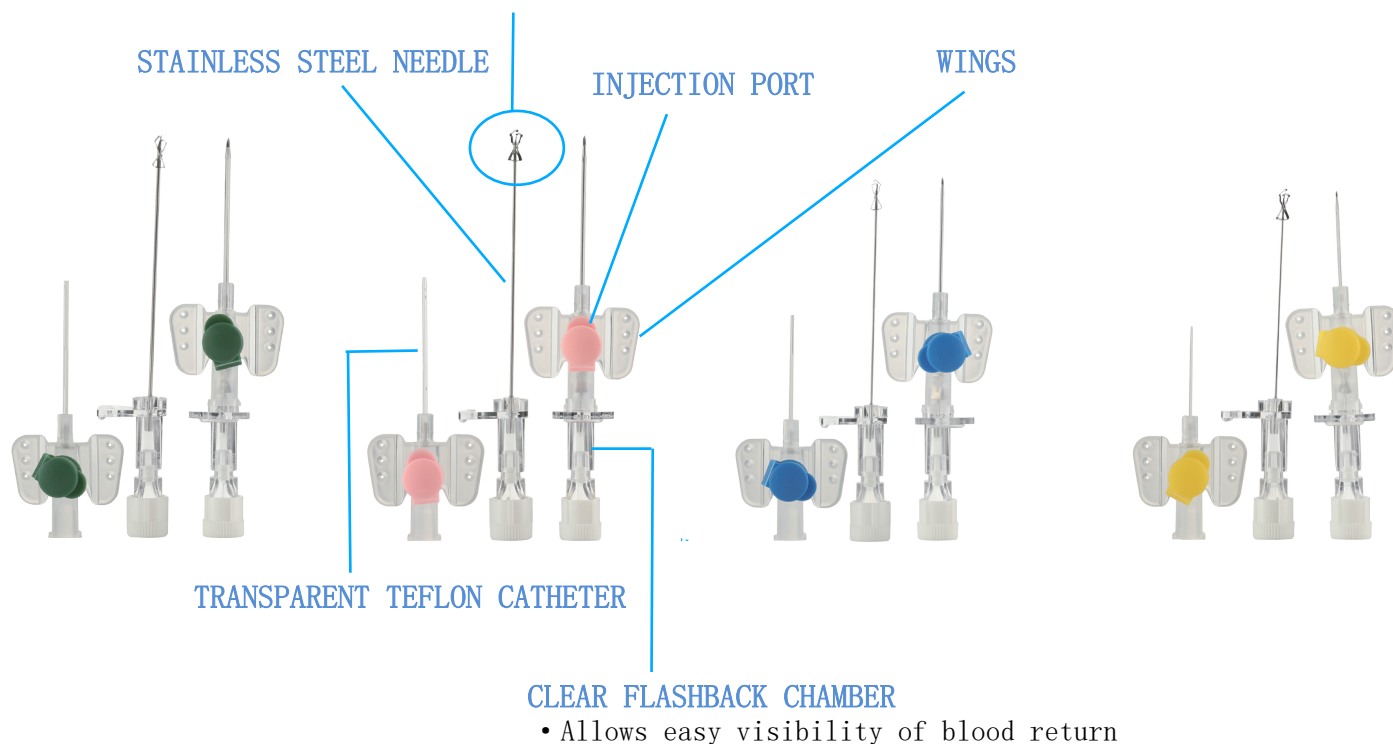 STAINLESS STEEL NEEDLE
INJECTION PORT
WINGS
TRANSPARENT TEFLON CATHETER
CLEAR FLASHBACK CHAMBER
• Allows easy visibility of blood return